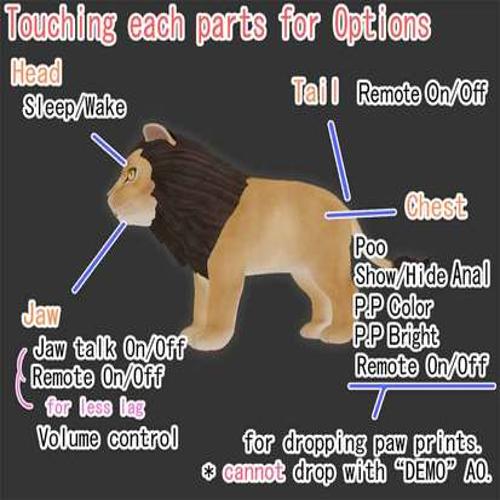 Touching each parts for Options
Head
Sleep/Wake
Tail Remote On/Off
Chest
Poo
Show/Hide Anal
P.P Color
P.P Bright
Remote On/Off
Jaw
Jaw talk On/Off
Remote On/Off
for less lag
Volume control
for dropping paw prints.
* cannot drop with “DEMO” AO.